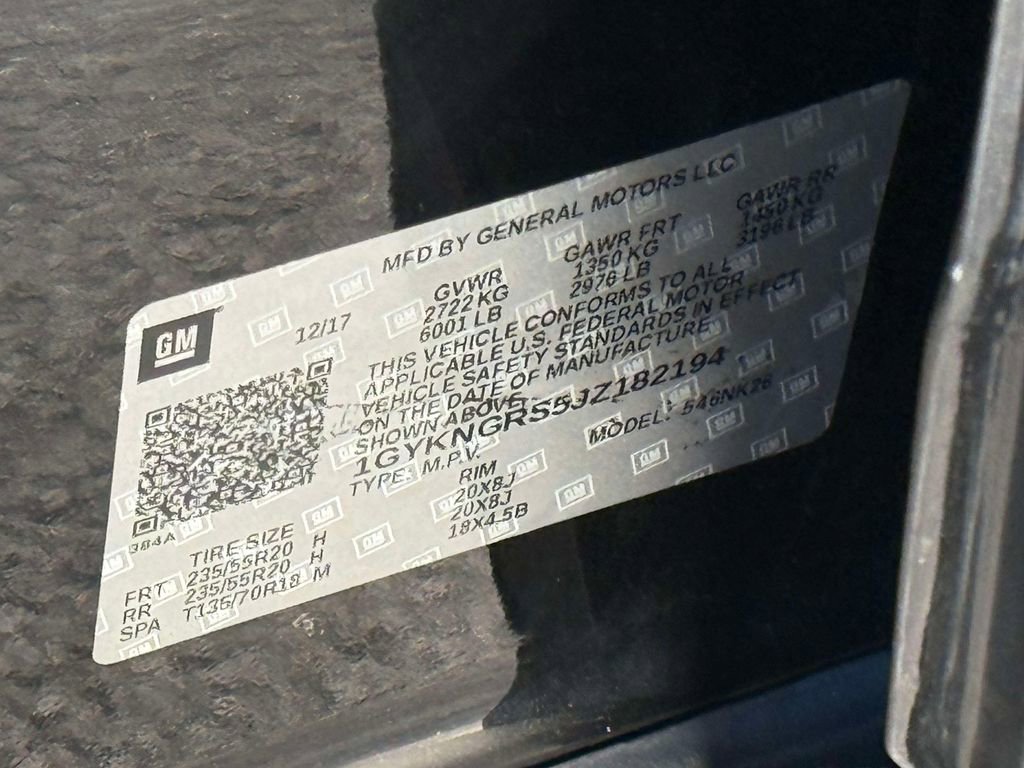 MFD BY GENERAL MOTORS LLC
GM
12/17
GVWR GAWR FRT GAWR RR
2722 KG 1350 KG 1450 KG
6001 LB 2976 LB 3196 LB
THIS VEHICLE CONFORMS TO ALL
APPLICABLE U.S. FEDERAL MOTOR
VEHICLE SAFETY STANDARDS IN EFFECT
ON THE DATE OF MANUFACTURE
SHOWN ABOVE
1GYKNGRS5JZ182194
TYPE: M.P.V. MODEL: 546NK26
984A
TIRE SIZE RIM
FRT 235/55R20 H 20X8J
RR 235/55R20 H 20X8J
SPA T135/70R18 M 18X4.5B